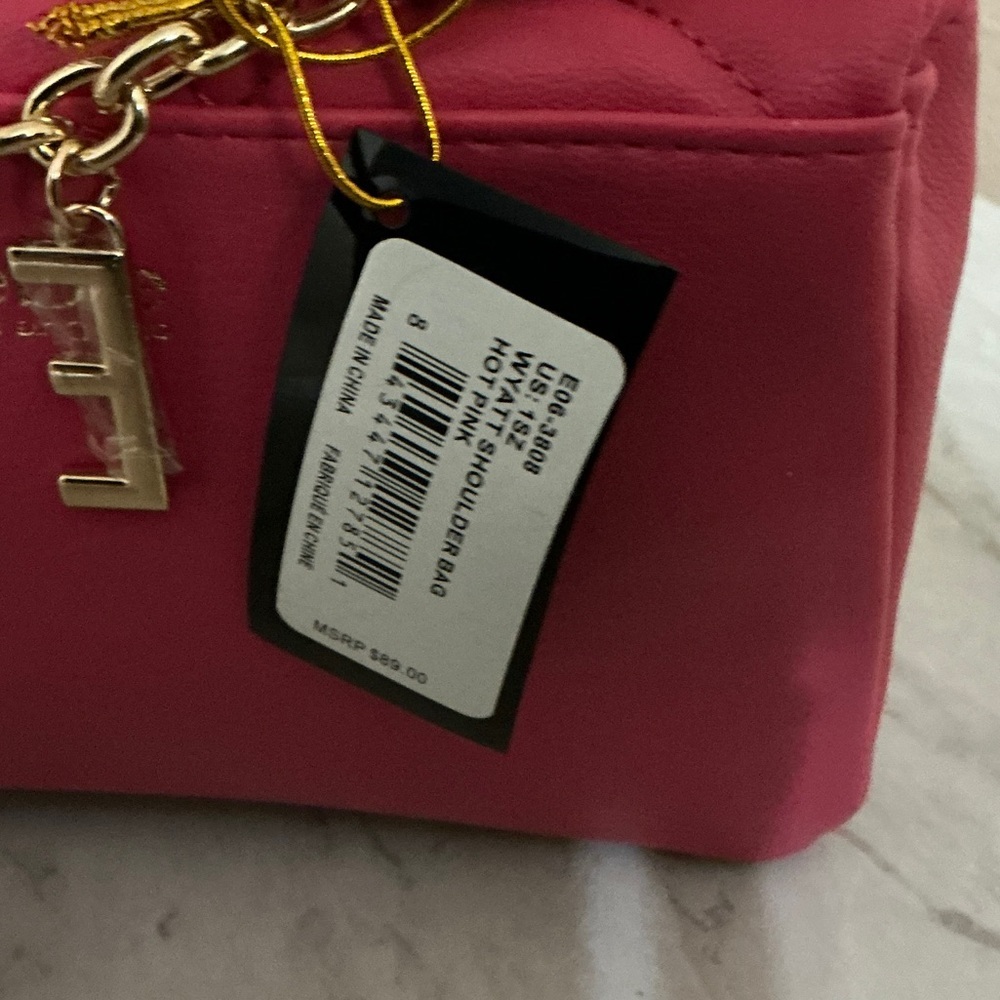 E06-3808
US: 1SZ
WYATT SHOULDER BAG
HOT PINK
8 43447 12785 1
MADE IN CHINA FABRIQUÉ EN CHINE
MSRP $89.00